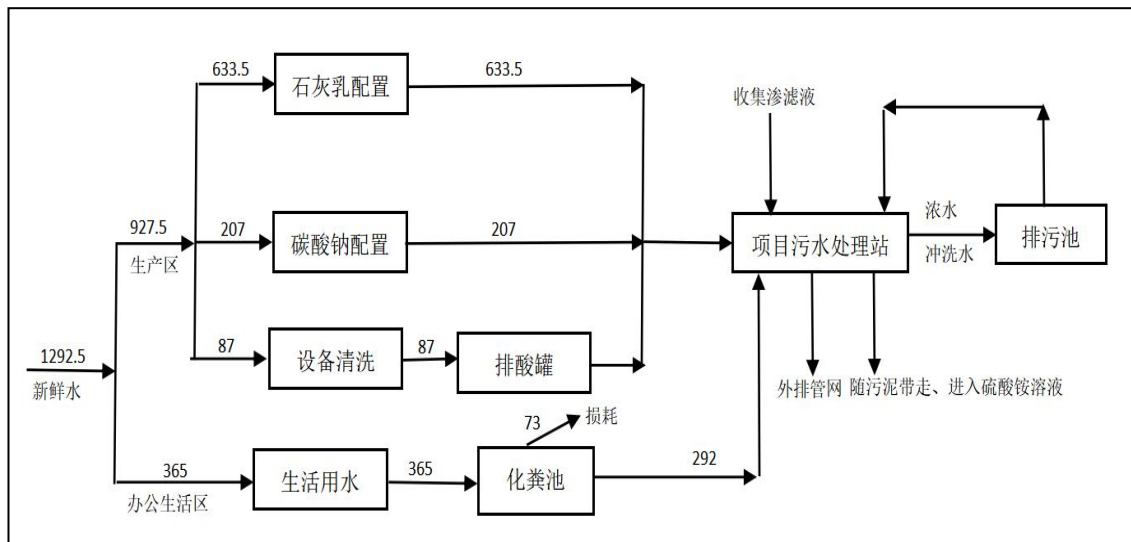 633.5
石灰乳配置
633.5
收集渗滤液
927.5
生产区
207
碳酸钠配置
207
项目污水处理站
浓水
冲洗水
排污池
1292.5
新鲜水
87
设备清洗
87
排酸罐
外排管网
随污泥带走、进入硫酸铵溶液
73
损耗
365
办公生活区
生活用水
365
化粪池
292